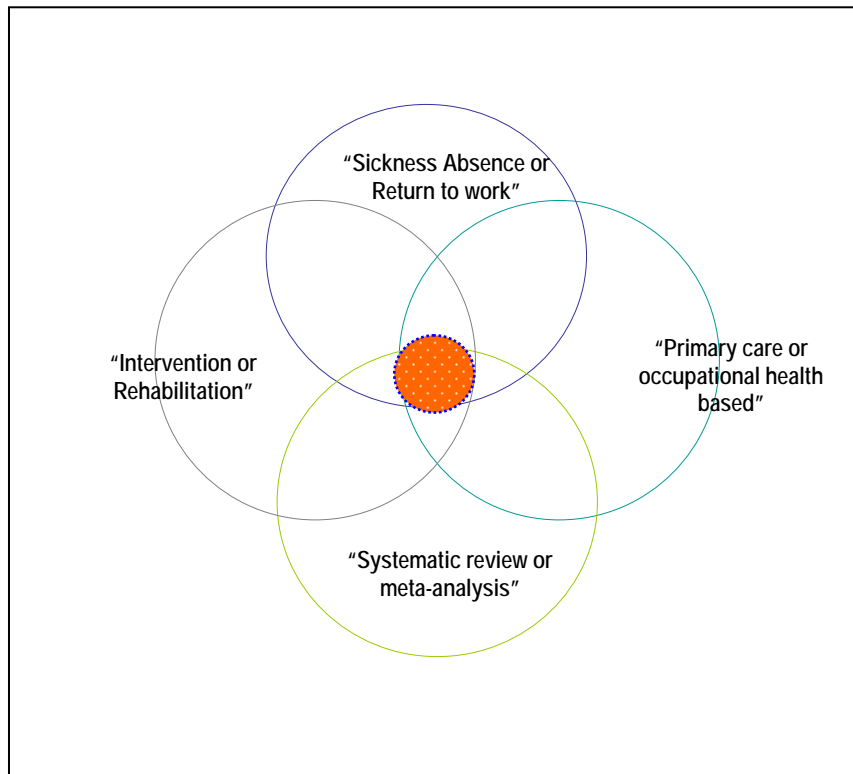 “Sickness Absence or
Return to work”
“Intervention or
Rehabilitation”
“Primary care or
occupational health
based”
“Systematic review or
meta-analysis”